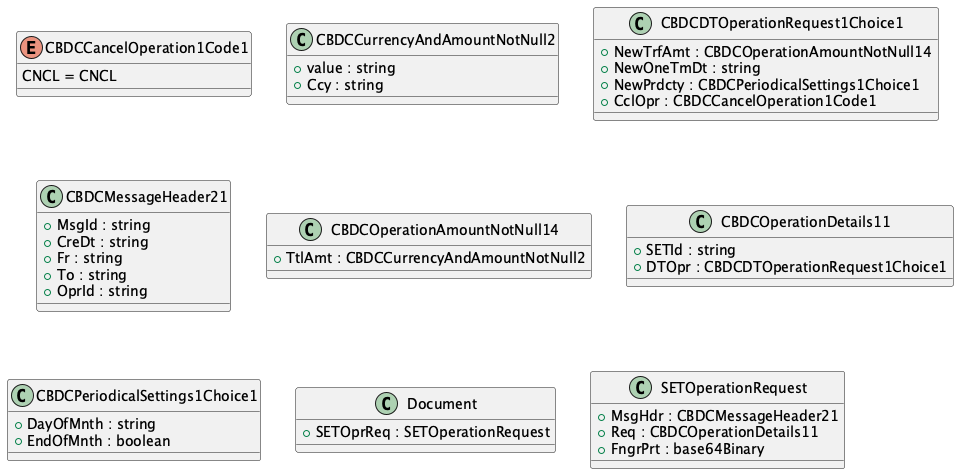 E CBDCCancelOperation1Code1
CNCL = CNCL
C CBDCCurrencyAndAmountNotNull2
value : string
Ccy : string
C CBDCDTOperationRequest1Choice1
NewTrfAmt : CBDCOperationAmountNotNull14
NewOneTmDt : string
NewPrdcty : CBDCPeriodicalSettings1Choice1
CclOpr : CBDCCancelOperation1Code1
C CBDCMessageHeader21
MsgId : string
CreDt : string
Fr : string
To : string
OprId : string
C CBDCOperationAmountNotNull14
TtlAmt : CBDCCurrencyAndAmountNotNull2
C CBDCOperationDetails11
SETId : string
DTOpr : CBDCDTOperationRequest1Choice1
C CBDCPeriodicalSettings1Choice1
DayOfMnth : string
EndOfMnth : boolean
C Document
SETOprReq : SETOperationRequest
C SETOperationRequest
MsgHdr : CBDCMessageHeader21
Req : CBDCOperationDetails11
FngrPrt : base64Binary